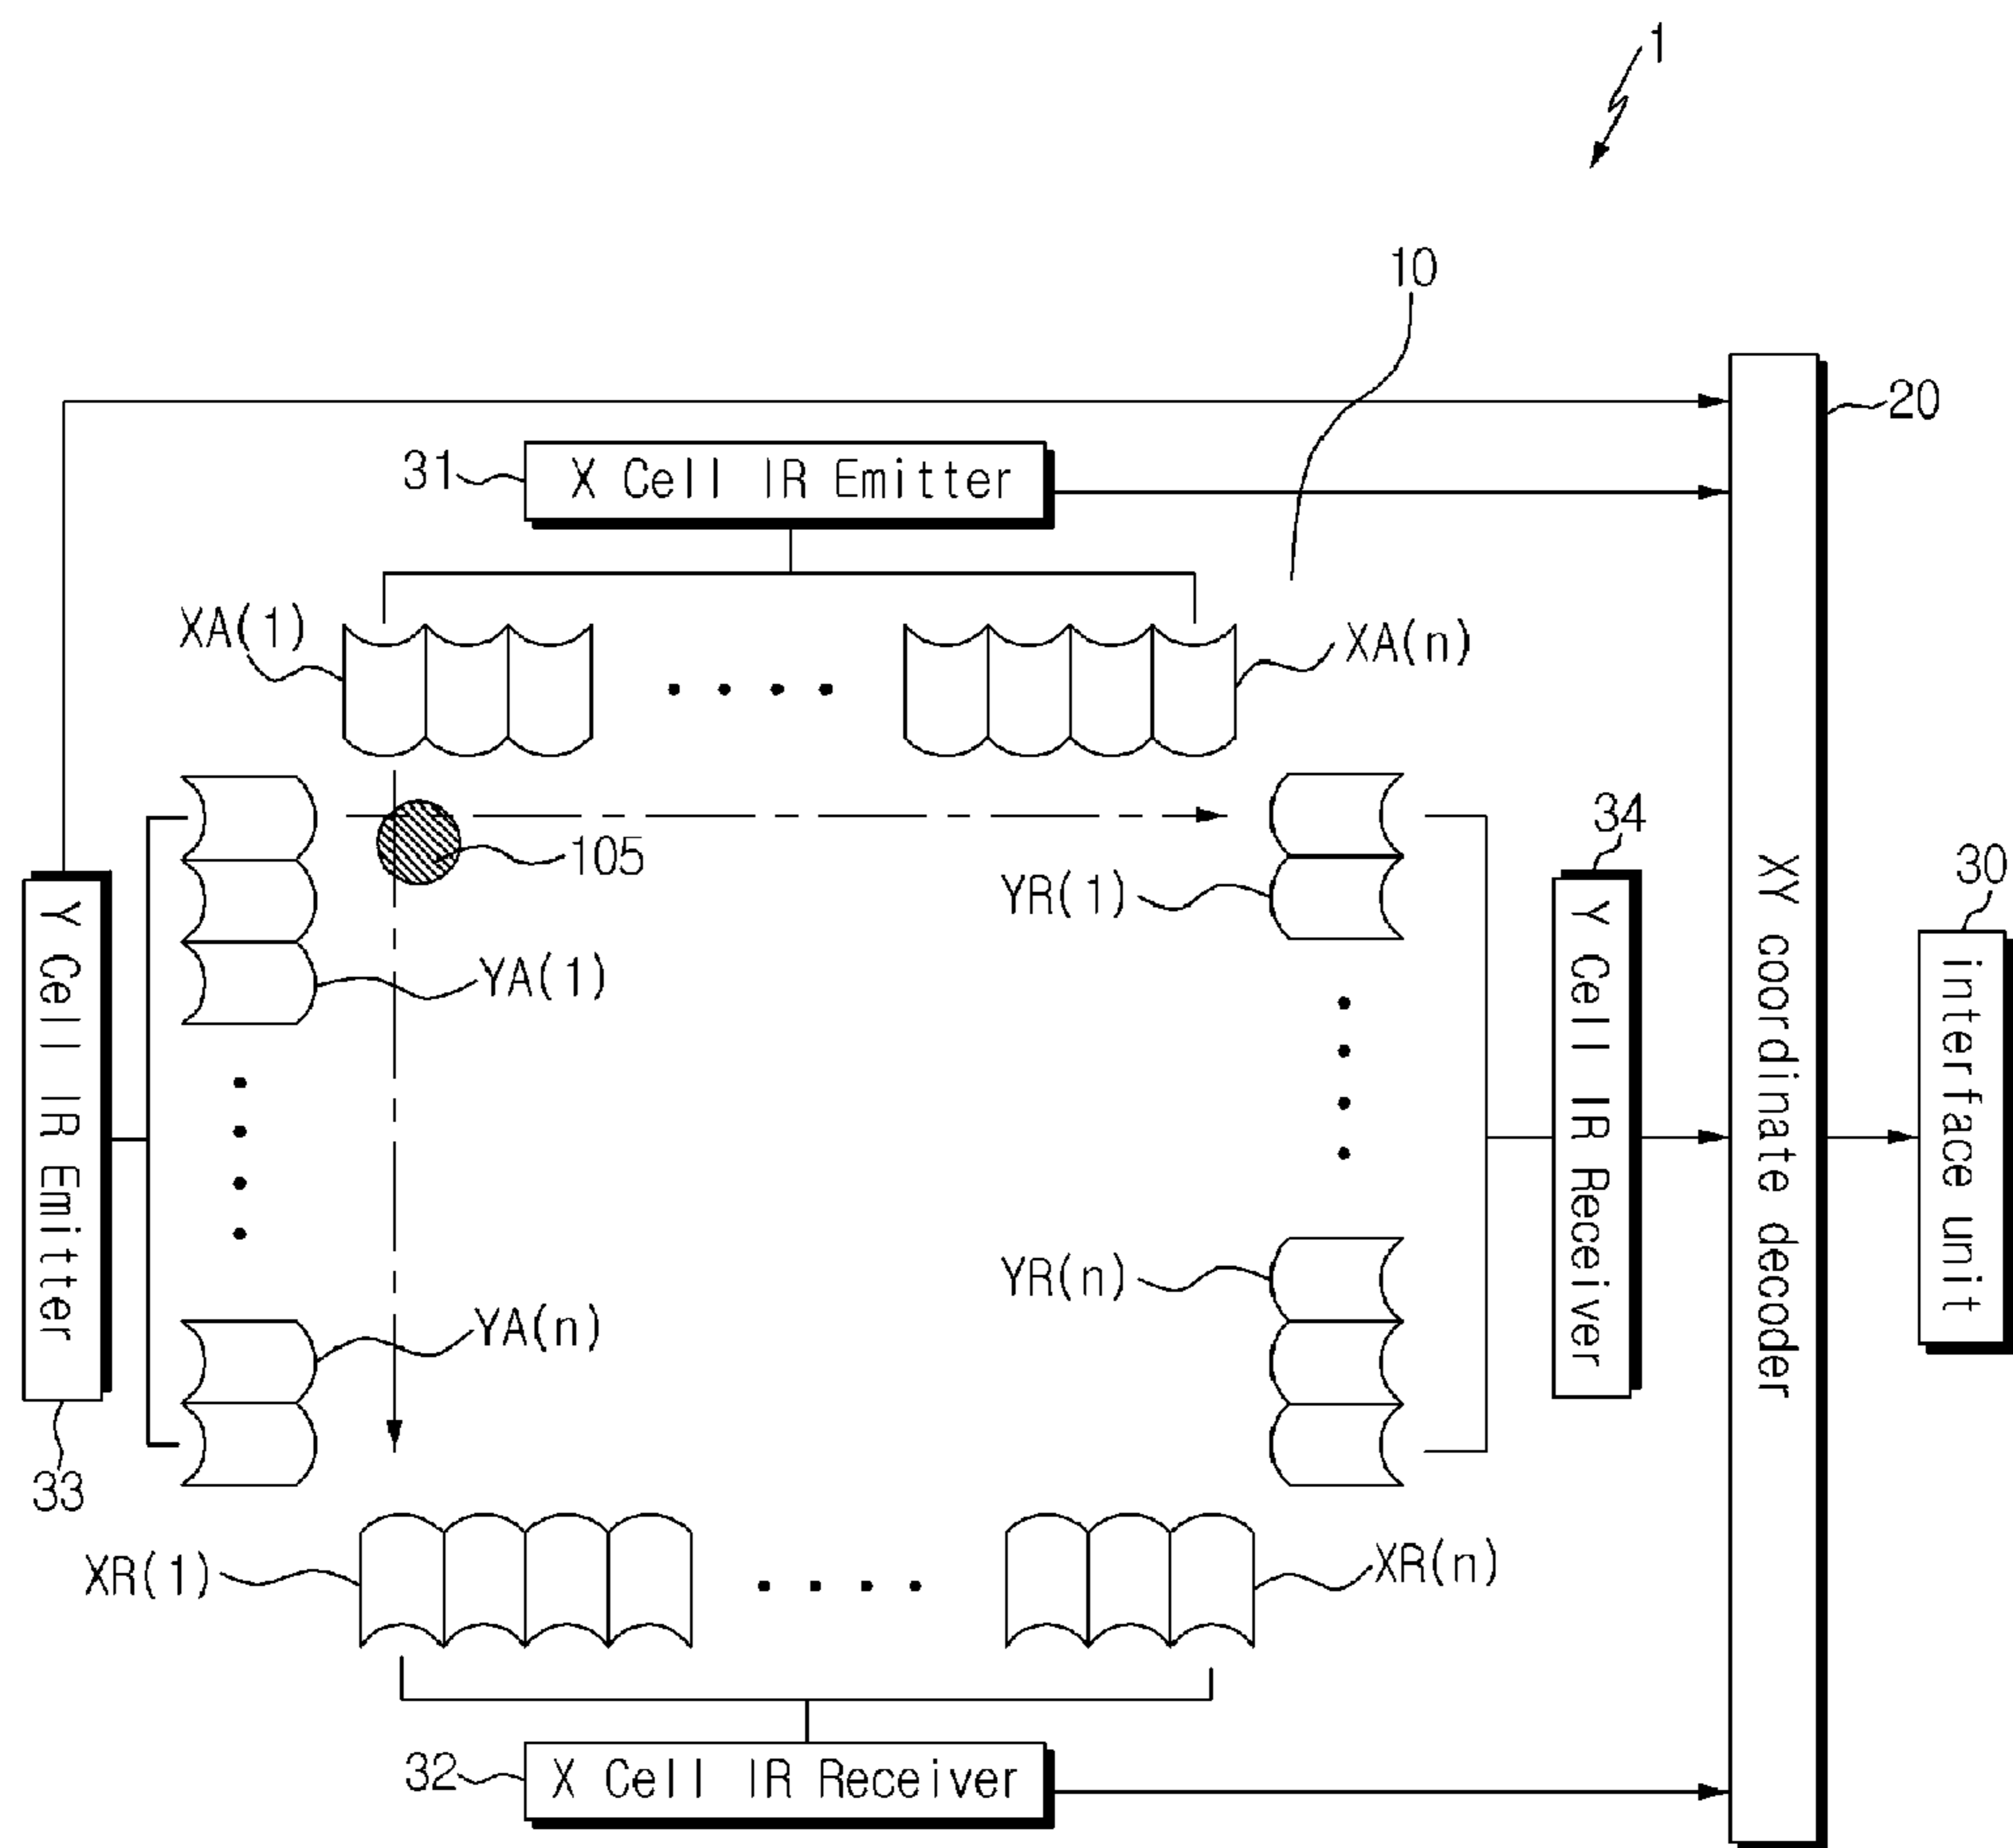 1
10
20
31
X Cell IR Emitter
XA(1)
XA(n)
105
34
YR(1)
30
YA(1)
Y Cell IR Emitter
Y Cell IR Receiver
XY coordinate decoder
interface unit
YR(n)
YA(n)
33
XR(1)
XR(n)
32
X Cell IR Receiver